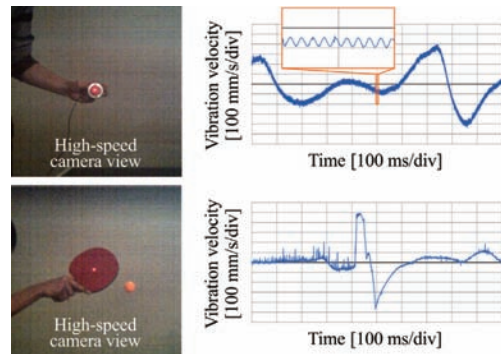 High-speed
camera view
Vibration velocity
[100 mm/s/div]
Time [100 ms/div]
High-speed
camera view
Vibration velocity
[100 mm/s/div]
Time [100 ms/div]